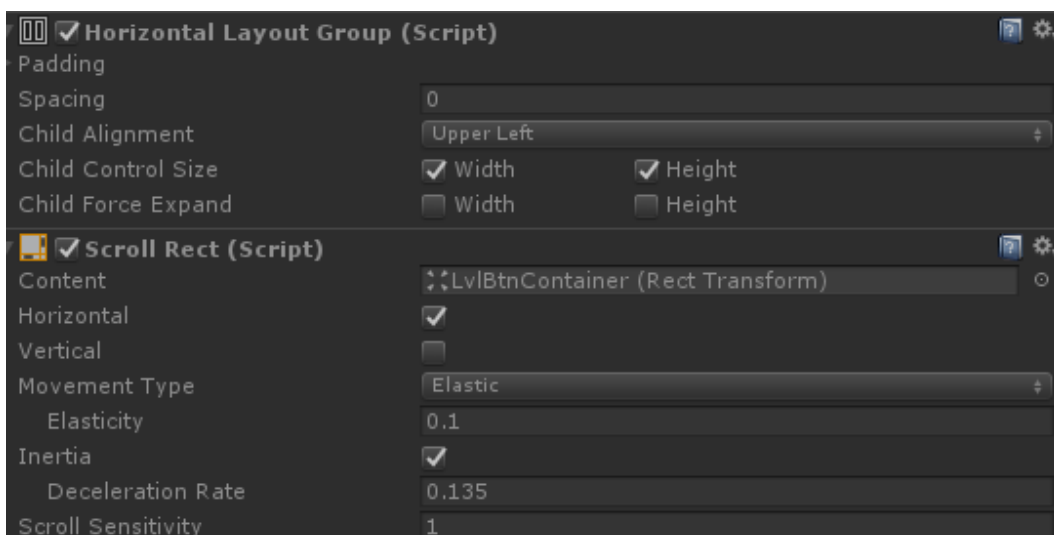 Horizontal Layout Group (Script)
Padding
Spacing 0
Child Alignment Upper Left
Child Control Size Width Height
Child Force Expand Width Height
Scroll Rect (Script)
Content LvlBtnContainer (Rect Transform)
Horizontal
Vertical
Movement Type Elastic
Elasticity 0.1
Inertia
Deceleration Rate 0.135
Scroll Sensitivity 1